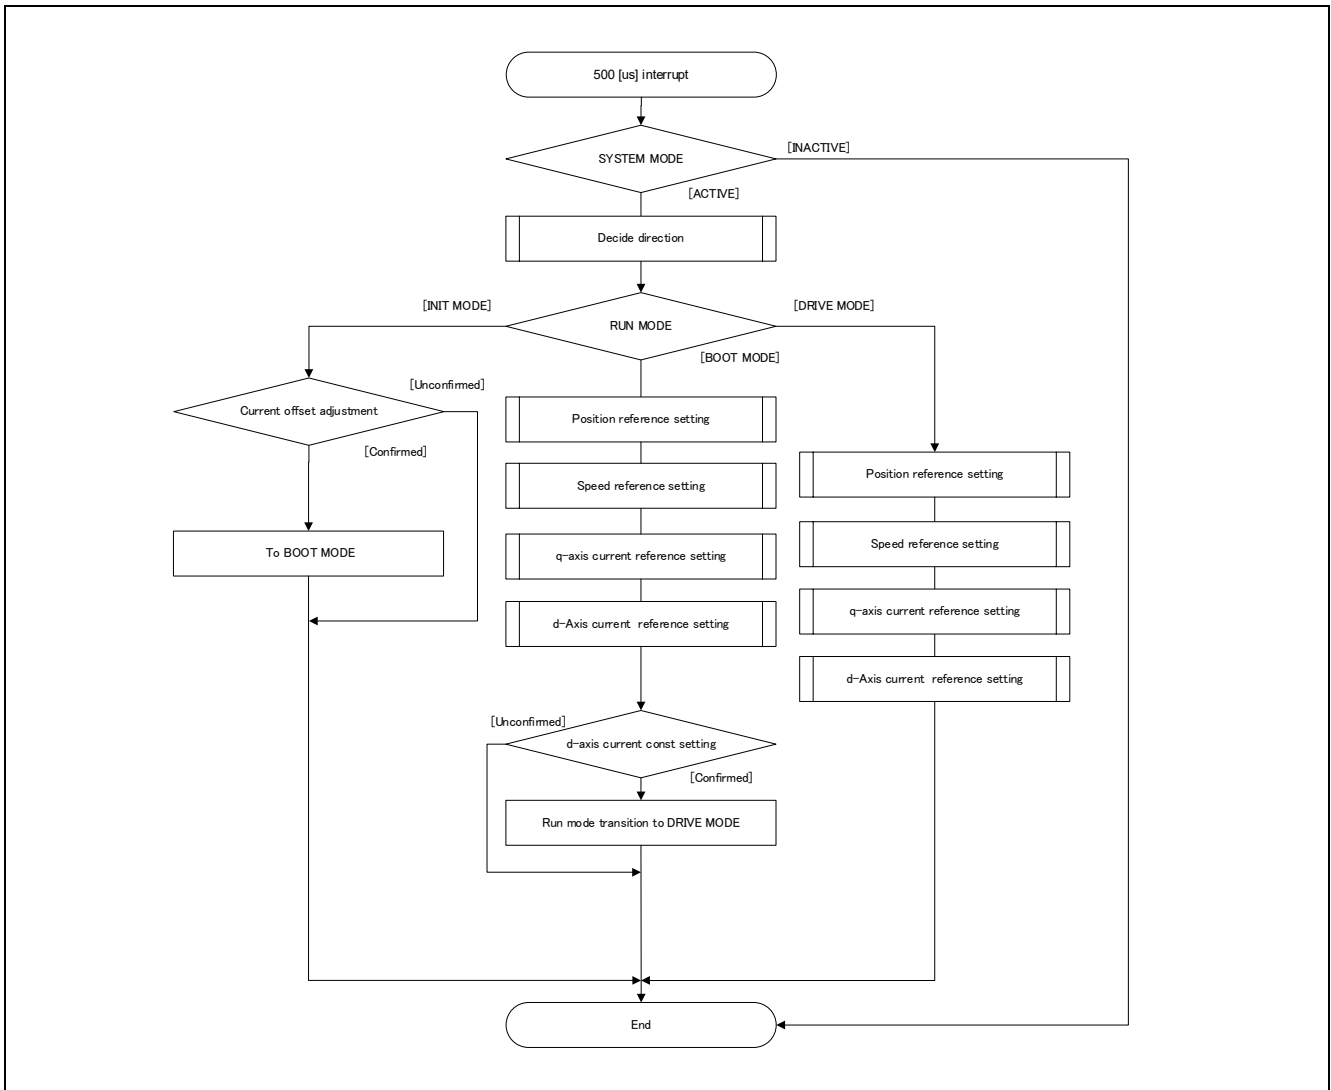 500 [us] interrupt
SYSTEM MODE
[INACTIVE]
[ACTIVE]
Decide direction
[INIT MODE]
RUN MODE
[DRIVE MODE]
[BOOT MODE]
Current offset adjustment
[Unconfirmed]
[Confirmed]
To BOOT MODE
Position reference setting
Speed reference setting
q-axis current reference setting
d-Axis current reference setting
[Unconfirmed]
d-axis current const setting
[Confirmed]
Run mode transition to DRIVE MODE
Position reference setting
Speed reference setting
q-axis current reference setting
d-Axis current reference setting
End